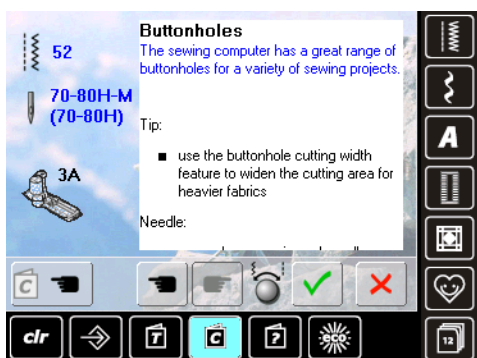 Buttonholes
52
The sewing computer has a great range of
buttonholes for a variety of sewing projects.
70-80H-M
(70-80H)
Tip:
3A
■ use the buttonhole cutting width
feature to widen the cutting area for
heavier fabrics
Needle:
A
C
clr
T
C
?
eco
12